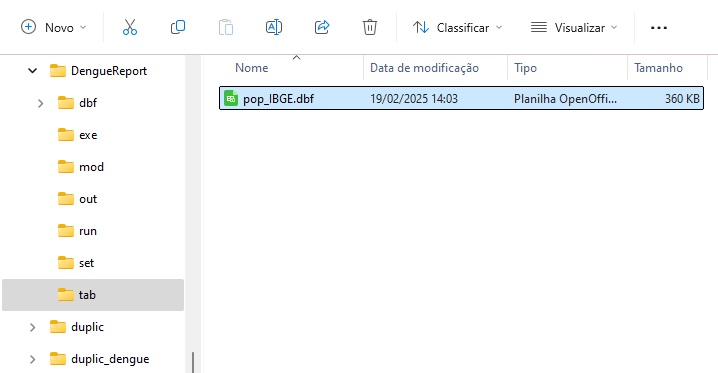 Novo Classificar Visualizar ...
DengueReport
dbf
exe
mod
out
run
set
tab
duplic
duplic_dengue
Nome Data de modificação Tipo Tamanho
pop_IBGE.dbf 19/02/2025 14:03 Planilha OpenOffi... 360 KB